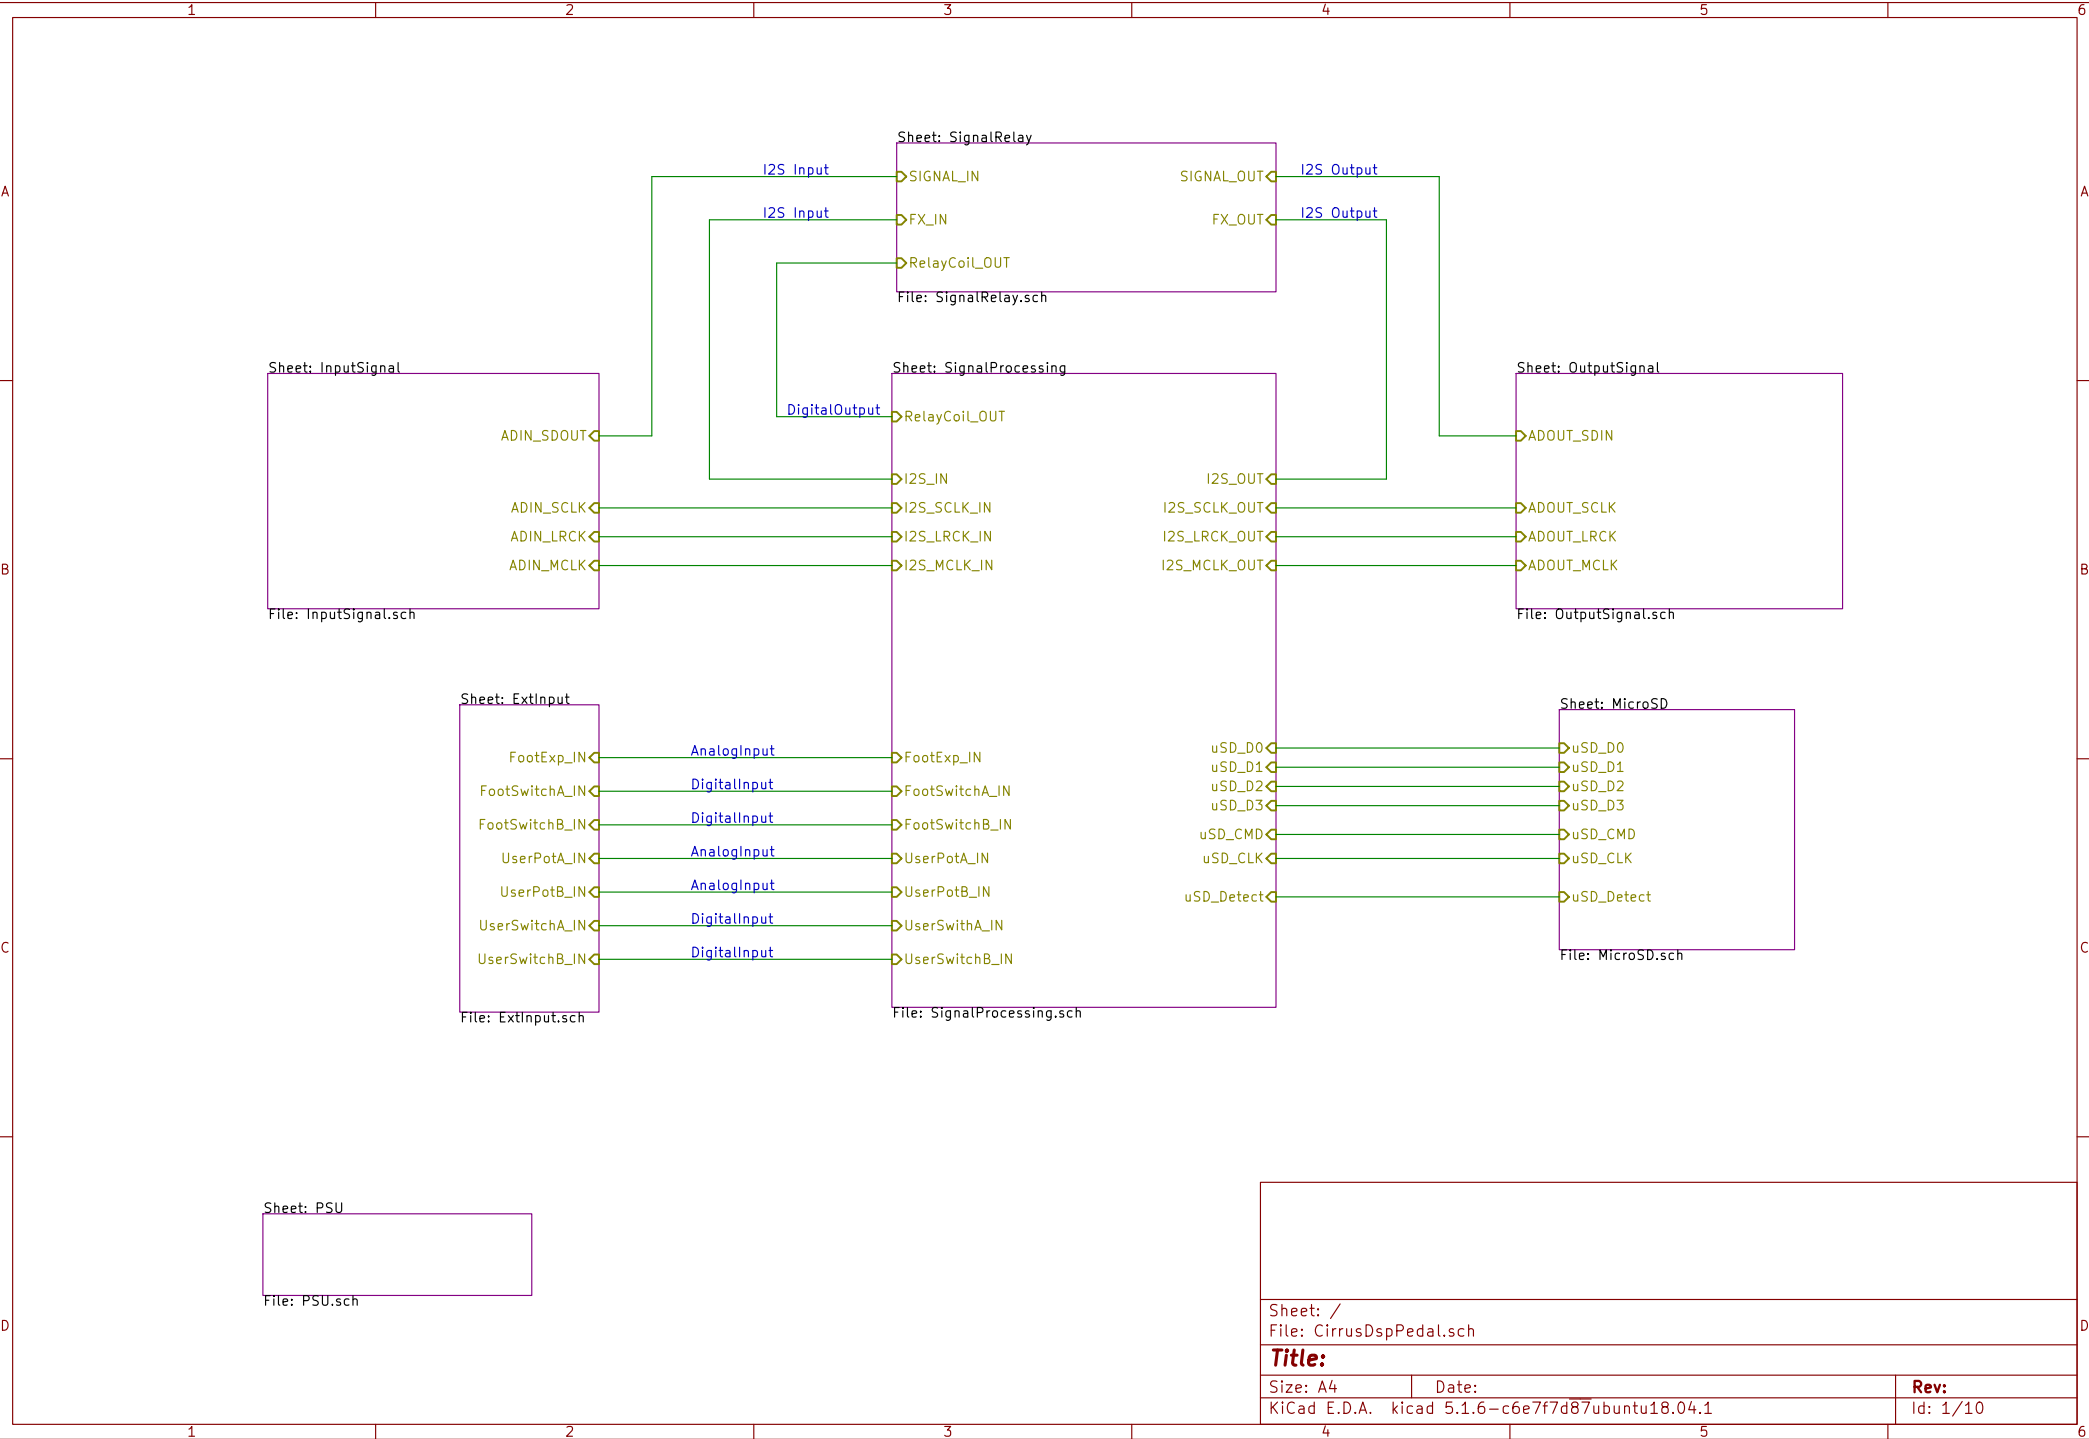 1 2 3 4 5 6
Sheet: SignalRelay
I2S Input
SIGNAL_IN
SIGNAL_OUT
I2S Output
A
A
I2S Input
FX_IN
FX_OUT
I2S Output
RelayCoil_OUT
File: SignalRelay.sch
Sheet: InputSignal
Sheet: SignalProcessing
Sheet: OutputSignal
DigitalOutput
RelayCoil_OUT
ADIN_SDOUT
ADOUT_SDIN
I2S_IN
I2S_OUT
ADIN_SCLK
I2S_SCLK_IN
I2S_SCLK_OUT
ADOUT_SCLK
ADIN_LRCK
I2S_LRCK_IN
I2S_LRCK_OUT
ADOUT_LRCK
ADIN_MCLK
I2S_MCLK_IN
I2S_MCLK_OUT
ADOUT_MCLK
B
B
File: InputSignal.sch
File: OutputSignal.sch
Sheet: ExtInput
Sheet: MicroSD
FootExp_IN
AnalogInput
FootExp_IN
uSD_D0
uSD_D0
uSD_D1
uSD_D1
FootSwitchA_IN
DigitalInput
FootSwitchA_IN
uSD_D2
uSD_D2
uSD_D3
uSD_D3
FootSwitchB_IN
DigitalInput
FootSwitchB_IN
uSD_CMD
uSD_CMD
UserPotA_IN
AnalogInput
UserPotA_IN
uSD_CLK
uSD_CLK
UserPotB_IN
AnalogInput
UserPotB_IN
uSD_Detect
uSD_Detect
UserSwitchA_IN
DigitalInput
UserSwithA_IN
C
C
UserSwitchB_IN
DigitalInput
UserSwitchB_IN
File: MicroSD.sch
File: ExtInput.sch
File: SignalProcessing.sch
Sheet: PSU
File: PSU.sch
D
D
Sheet: /
File: CirrusDspPedal.sch
Title:
Size: A4
Date:
Rev:
KiCad E.D.A. kicad 5.1.6-c6e7f7d87ubuntu18.04.1
Id: 1/10
1 2 3 4 5 6